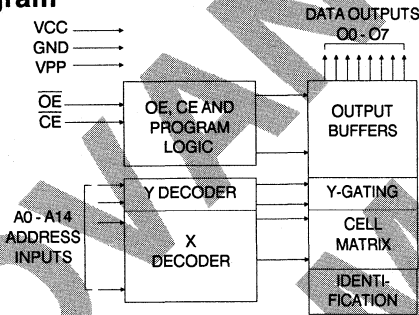 gram
DATA OUTPUTS
O0 - O7
VCC
GND
VPP
OE
CE
OE, CE AND
PROGRAM
LOGIC
OUTPUT
BUFFERS
Y DECODER
Y-GATING
A0 - A14
ADDRESS
INPUTS
X
DECODER
CELL
MATRIX
IDENTI-
FICATION